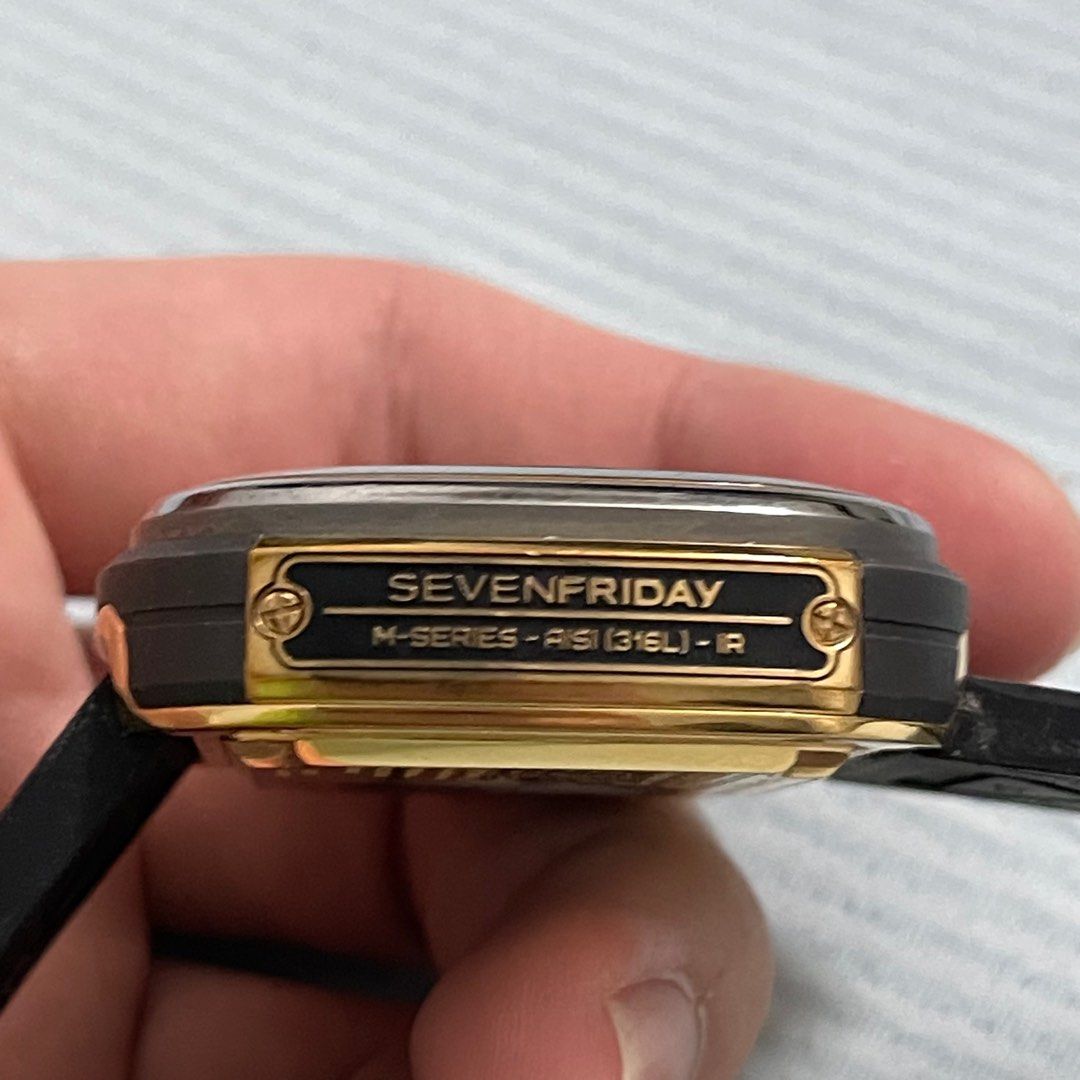 SEVENFRIDAY
M-SERIES - AISI (316L) - IR